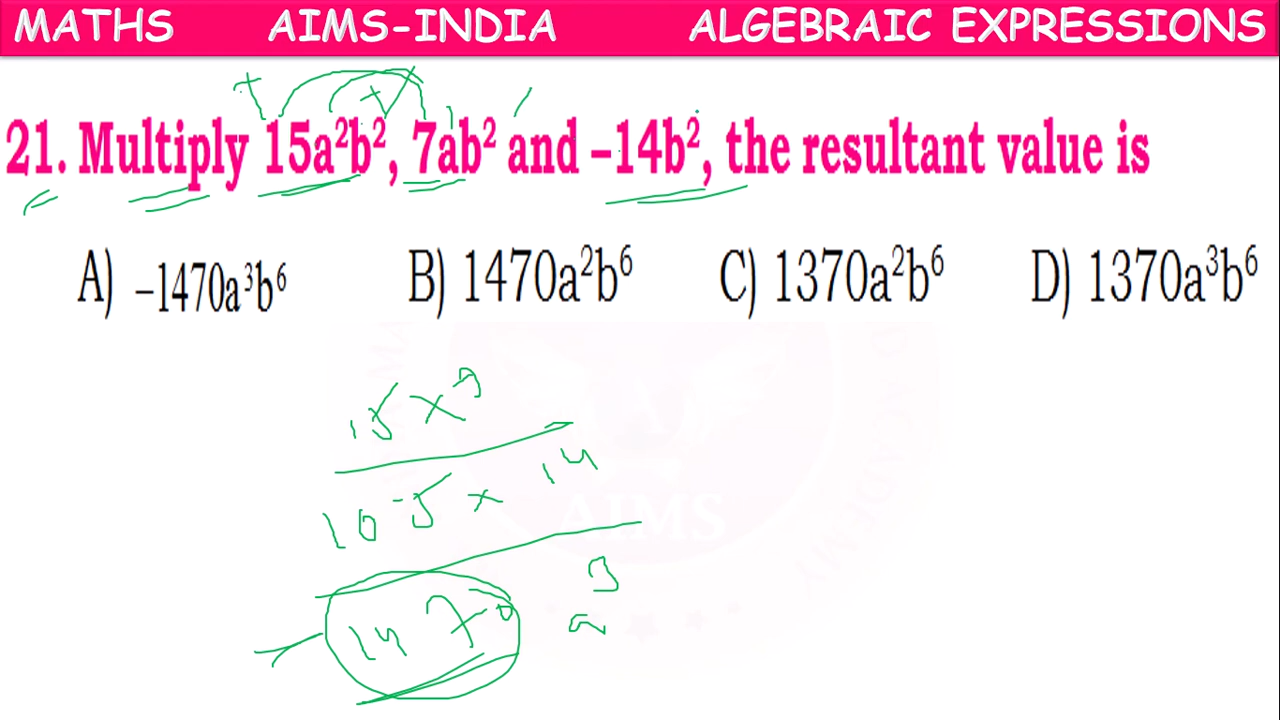 MATHS AIMS-INDIA ALGEBRAIC EXPRESSIONS
21. Multiply 15a²b², 7ab² and –14b², the resultant value is
A) –1470a³b⁶ B) 1470a²b⁶ C) 1370a²b⁶ D) 1370a³b⁶
15 x
105 x 14
1470
AIMS